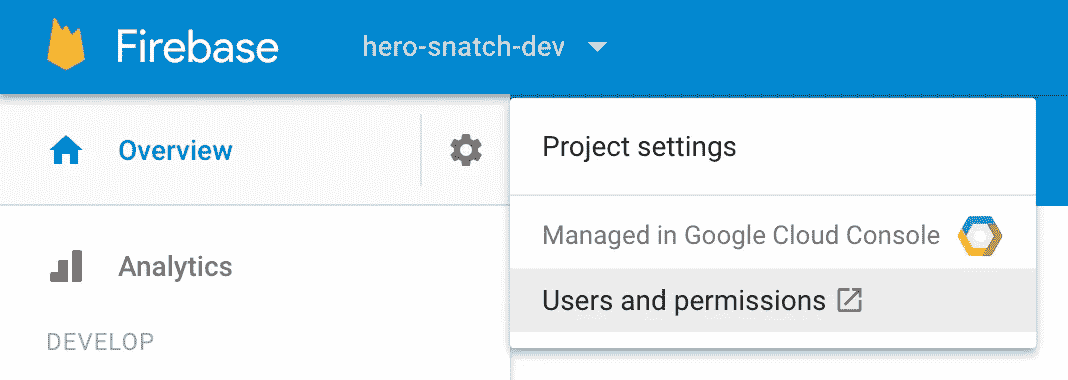 Firebase
hero-snatch-dev
Overview
Project settings
Managed in Google Cloud Console
Analytics
Users and permissions
DEVELOP